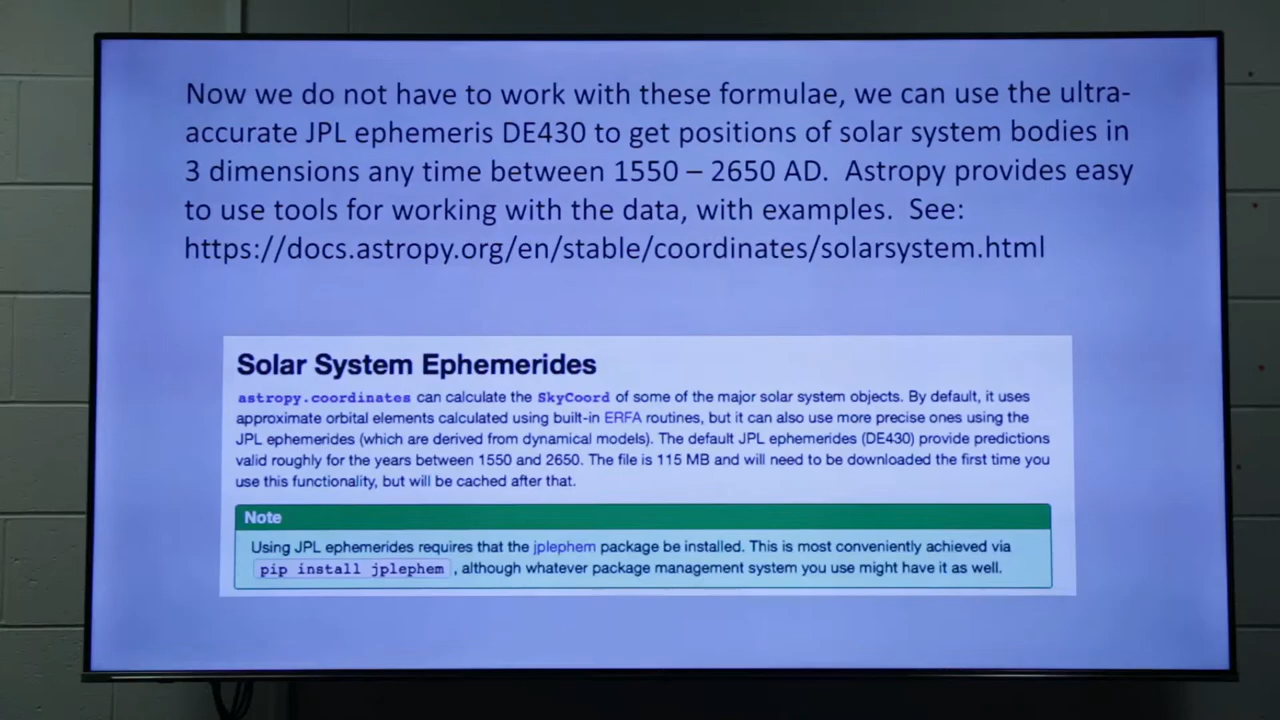 Now we do not have to work with these formulae, we can use the ultra-
accurate JPL ephemeris DE430 to get positions of solar system bodies in
3 dimensions any time between 1550 – 2650 AD.  Astropy provides easy
to use tools for working with the data, with examples.  See:
https://docs.astropy.org/en/stable/coordinates/solarsystem.html
Solar System Ephemerides
astropy.coordinates can calculate the SkyCoord of some of the major solar system objects. By default, it uses
approximate orbital elements calculated using built-in ERFA routines, but it can also use more precise ones using the
JPL ephemerides (which are derived from dynamical models). The default JPL ephemerides (DE430) provide predictions
valid roughly for the years between 1550 and 2650. The file is 115 MB and will need to be downloaded the first time you
use this functionality, but will be cached after that.
Note
Using JPL ephemerides requires that the jplephem package be installed. This is most conveniently achieved via
pip install jplephem , although whatever package management system you use might have it as well.